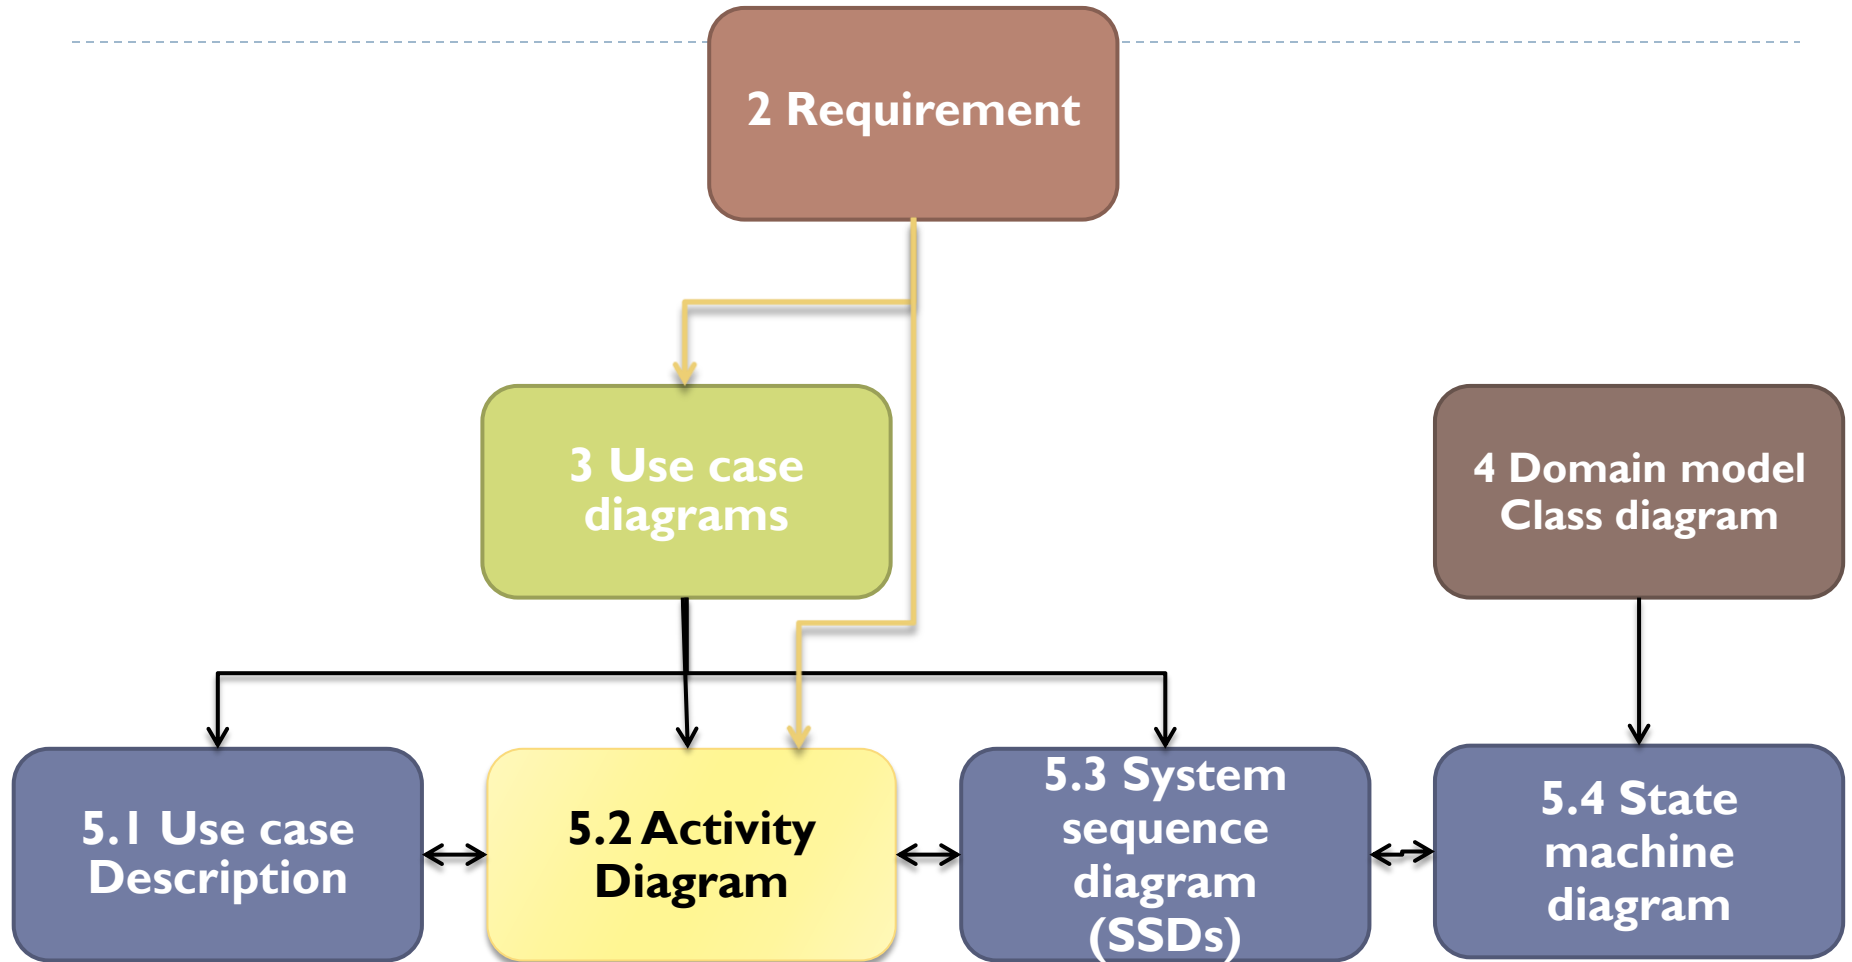 2 Requirement
3 Use case
diagrams
4 Domain model
Class diagram
5.1 Use case
Description
5.2 Activity
Diagram
5.3 System
sequence
diagram
(SSDs)
5.4 State
machine
diagram